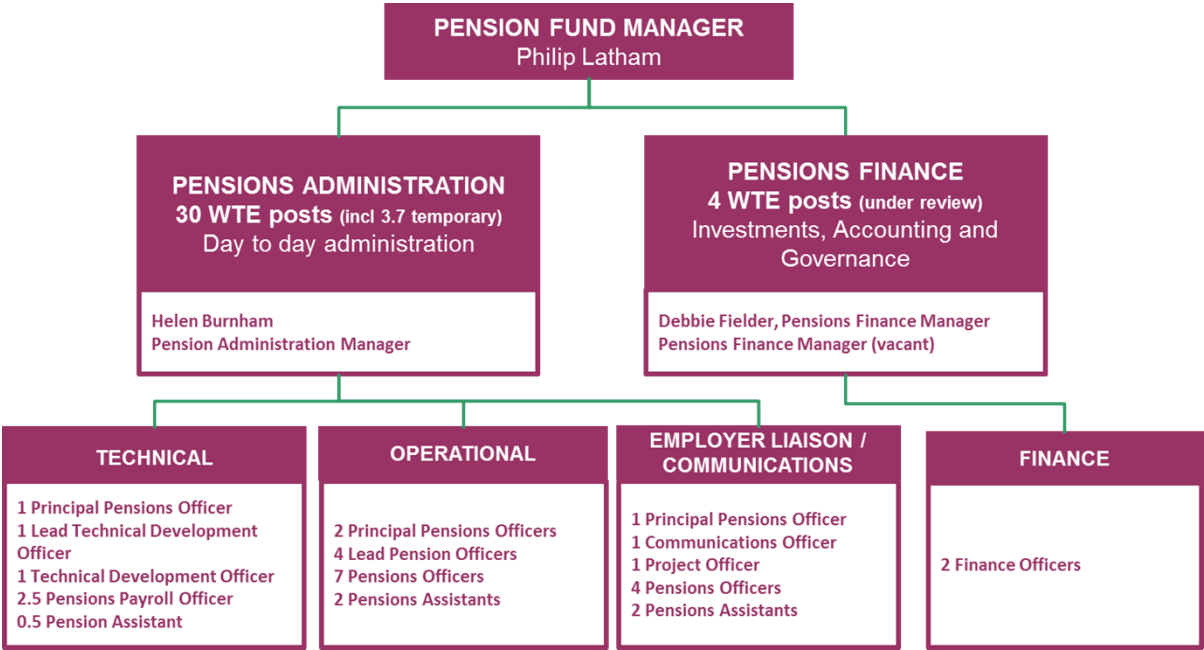 PENSION FUND MANAGER
Philip Latham
PENSIONS ADMINISTRATION
30 WTE posts (incl 3.7 temporary)
Day to day administration
Helen Burnham
Pension Administration Manager
PENSIONS FINANCE
4 WTE posts (under review)
Investments, Accounting and
Governance
Debbie Fielder, Pensions Finance Manager
Pensions Finance Manager (vacant)
TECHNICAL
1 Principal Pensions Officer
1 Lead Technical Development
Officer
1 Technical Development Officer
2.5 Pensions Payroll Officer
0.5 Pension Assistant
OPERATIONAL
2 Principal Pensions Officers
4 Lead Pension Officers
7 Pensions Officers
2 Pensions Assistants
EMPLOYER LIAISON /
COMMUNICATIONS
1 Principal Pensions Officer
1 Communications Officer
1 Project Officer
4 Pensions Officers
2 Pensions Assistants
FINANCE
2 Finance Officers